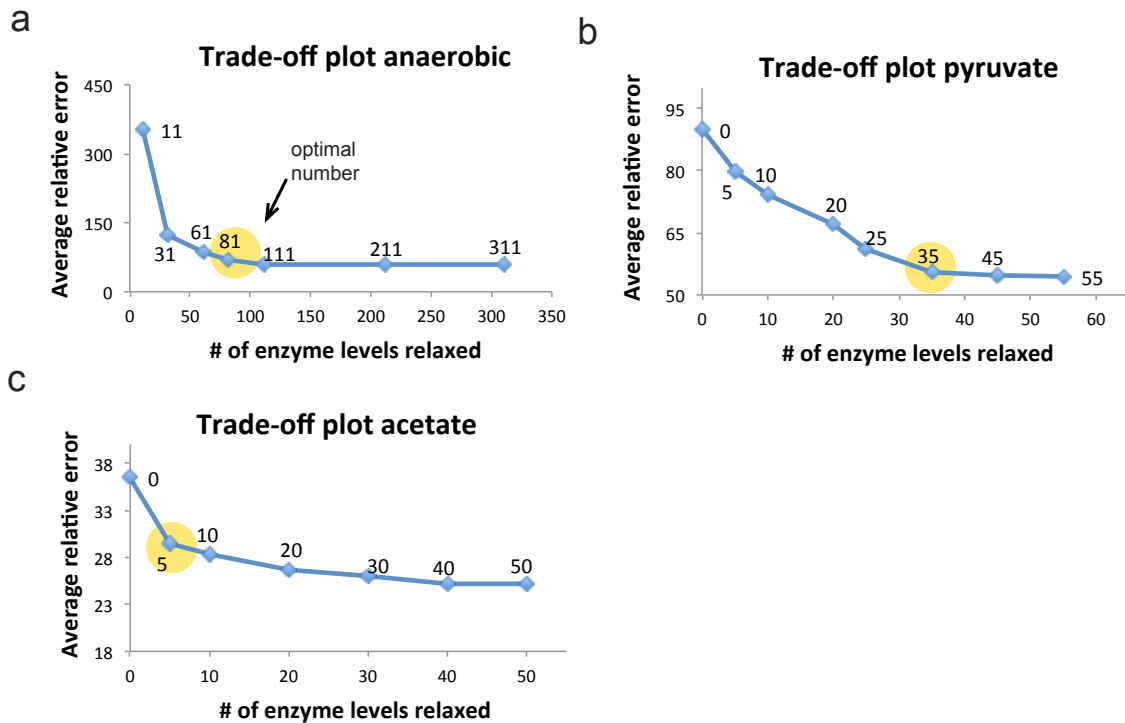 a
Trade-off plot anaerobic
Average relative error
450
300
150
0
11
31
61
81
111
211
311
optimal
number
0 50 100 150 200 250 300 350
# of enzyme levels relaxed
b
Trade-off plot pyruvate
Average relative error
95
80
65
50
0
5
10
20
25
35
45
55
0 10 20 30 40 50 60
# of enzyme levels relaxed
c
Trade-off plot acetate
Average relative error
38
33
28
23
18
0
5
10
20
30
40
50
0 10 20 30 40 50
# of enzyme levels relaxed